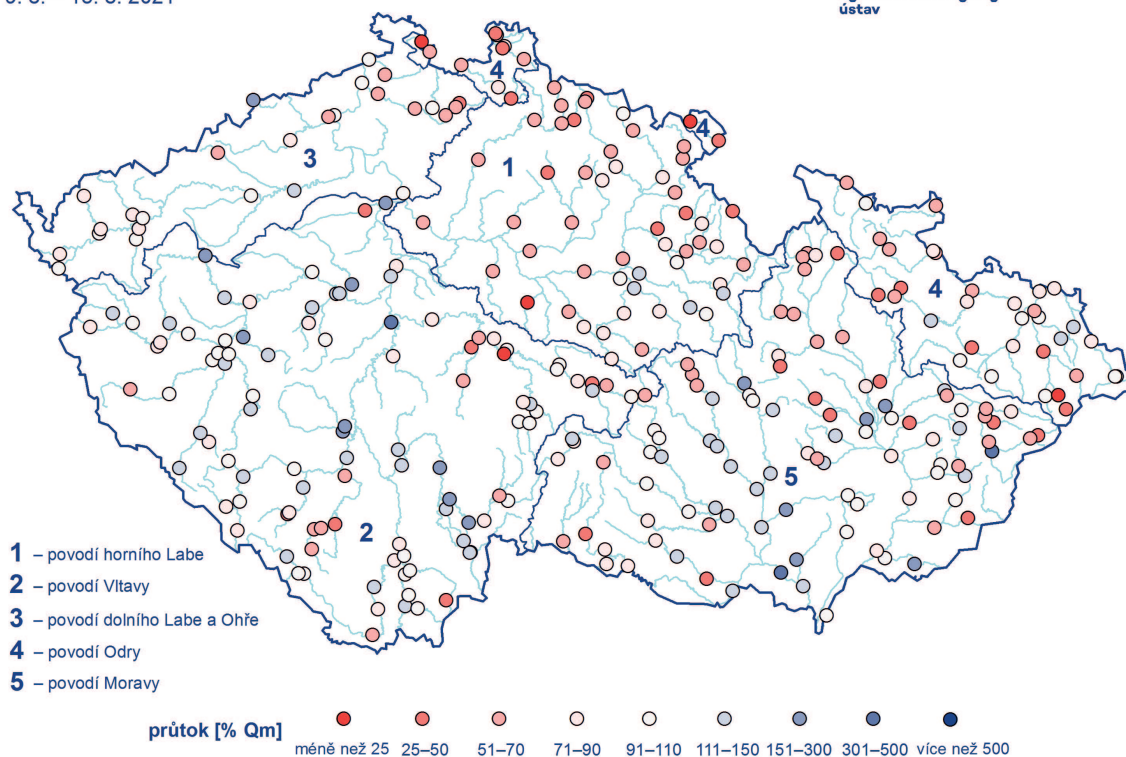 ústav
4
4
3
1
4
5
2
1 – povodí horního Labe
2 – povodí Vltavy
3 – povodí dolního Labe a Ohře
4 – povodí Odry
5 – povodí Moravy
průtok [% Qm]
méně než 25 25–50 51–70 71–90 91–110 111–150 151–300 301–500 více než 500